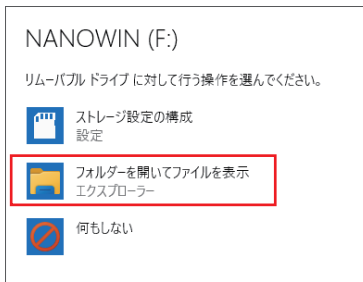 NANOWIN (F:)
リムーバブル ドライブ に対して行う操作を選んでください。
ストレージ設定の構成
設定
フォルダーを開いてファイルを表示
エクスプローラー
何もしない